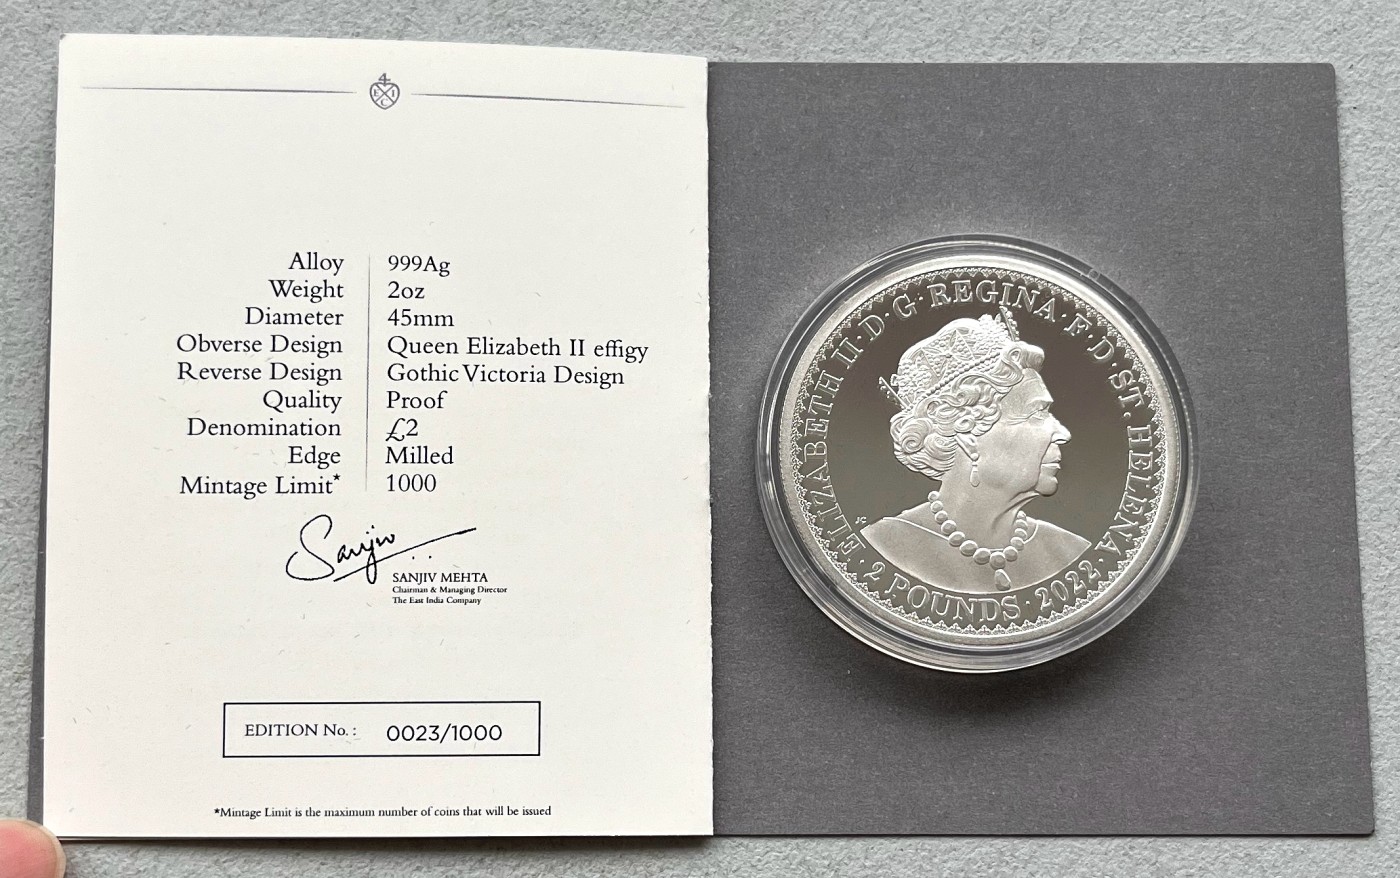 4
E I
C
Alloy 999Ag
Weight 2oz
Diameter 45mm
Obverse Design Queen Elizabeth II effigy
Reverse Design Gothic Victoria Design
Quality Proof
Denomination £2
Edge Milled
Mintage Limit* 1000
Sanjiv
SANJIV MEHTA
Chairman & Managing Director
The East India Company
EDITION No. : 0023/1000
*Mintage Limit is the maximum number of coins that will be issued
ELIZABETH II · D · G · REGINA · F · D · ST. HELENA · 2 POUNDS · 2022 ·
JC